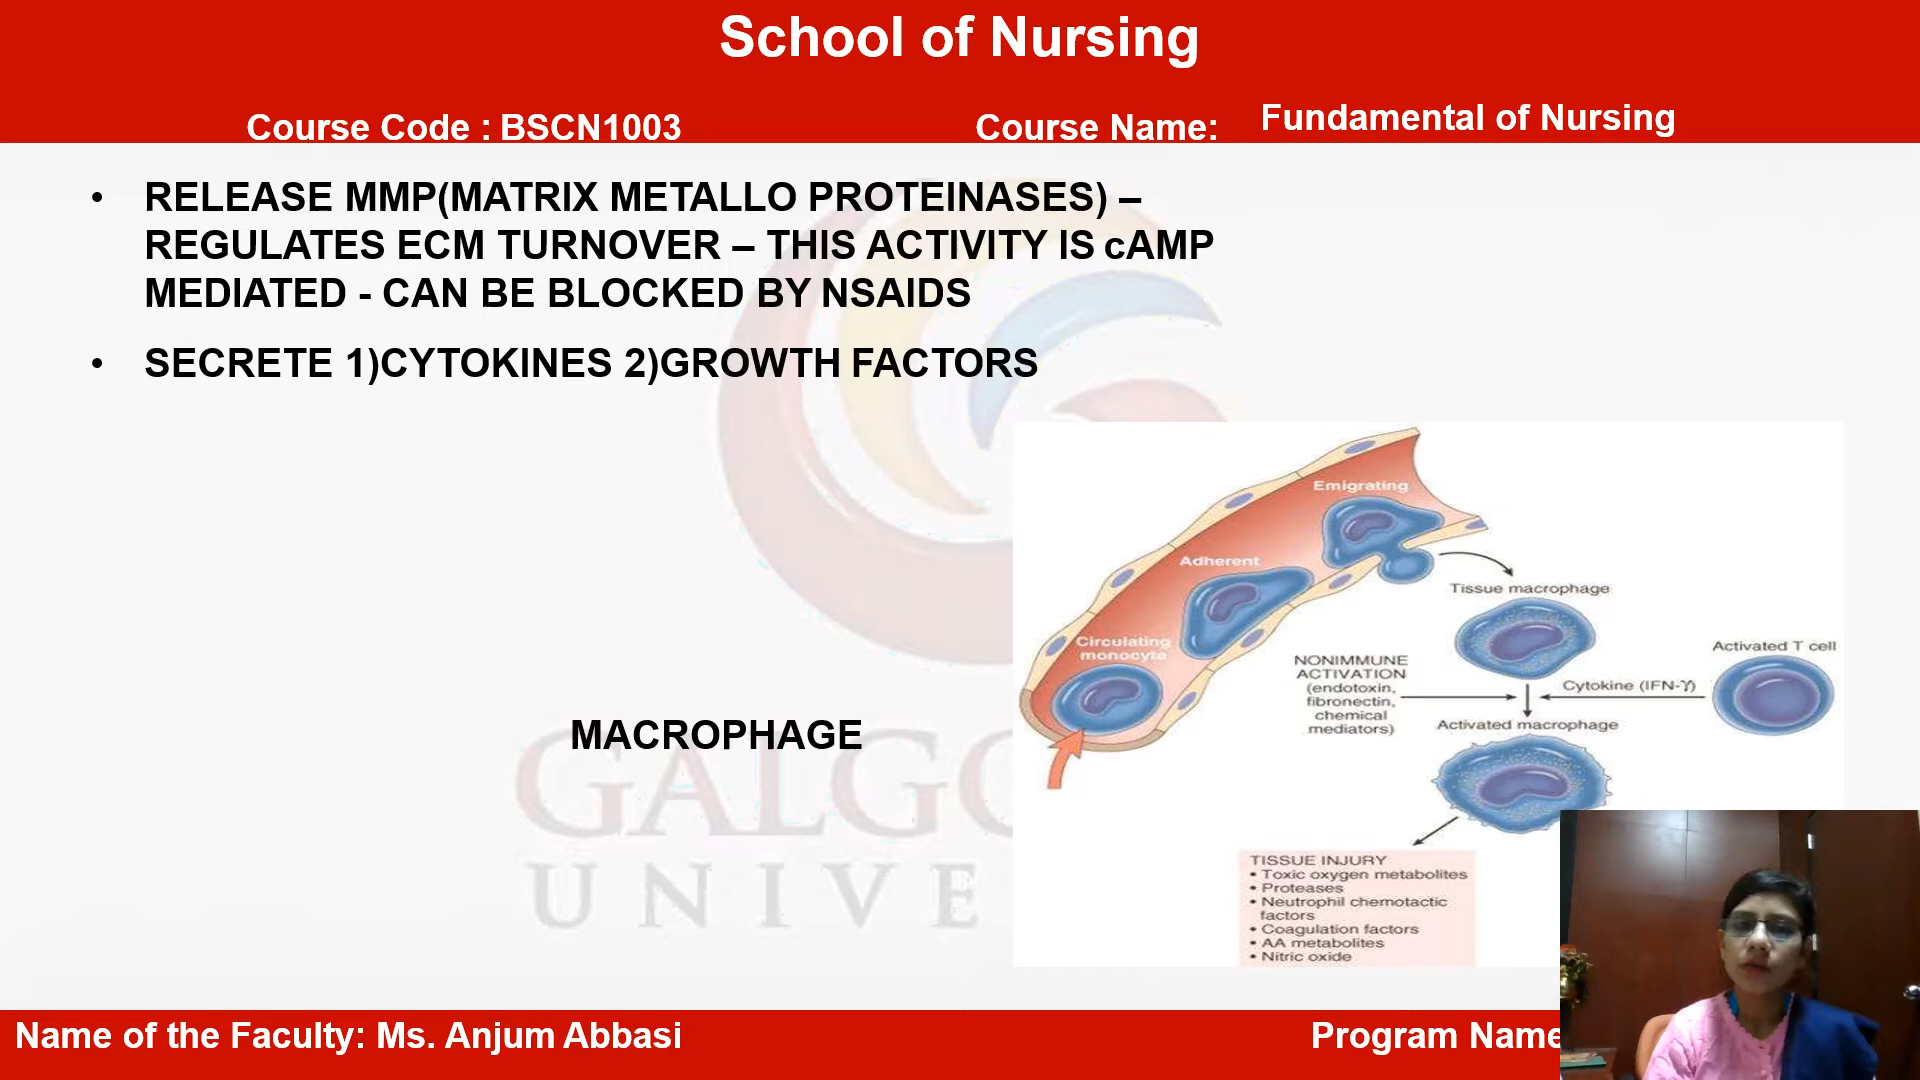 School of Nursing
Course Code : BSCN1003
Course Name:
Fundamental of Nursing
• RELEASE MMP(MATRIX METALLO PROTEINASES) –
REGULATES ECM TURNOVER – THIS ACTIVITY IS cAMP
MEDIATED - CAN BE BLOCKED BY NSAIDS
• SECRETE 1)CYTOKINES 2)GROWTH FACTORS
MACROPHAGE
Emigrating
Adherent
Circulating
monocyte
Tissue macrophage
Activated T cell
NONIMMUNE
ACTIVATION
(endotoxin,
fibronectin,
chemical
mediators)
Cytokine (IFN-γ)
Activated macrophage
TISSUE INJURY
• Toxic oxygen metabolites
• Proteases
• Neutrophil chemotactic
factors
• Coagulation factors
• AA metabolites
• Nitric oxide
UNIVE
Name of the Faculty: Ms. Anjum Abbasi
Program Name